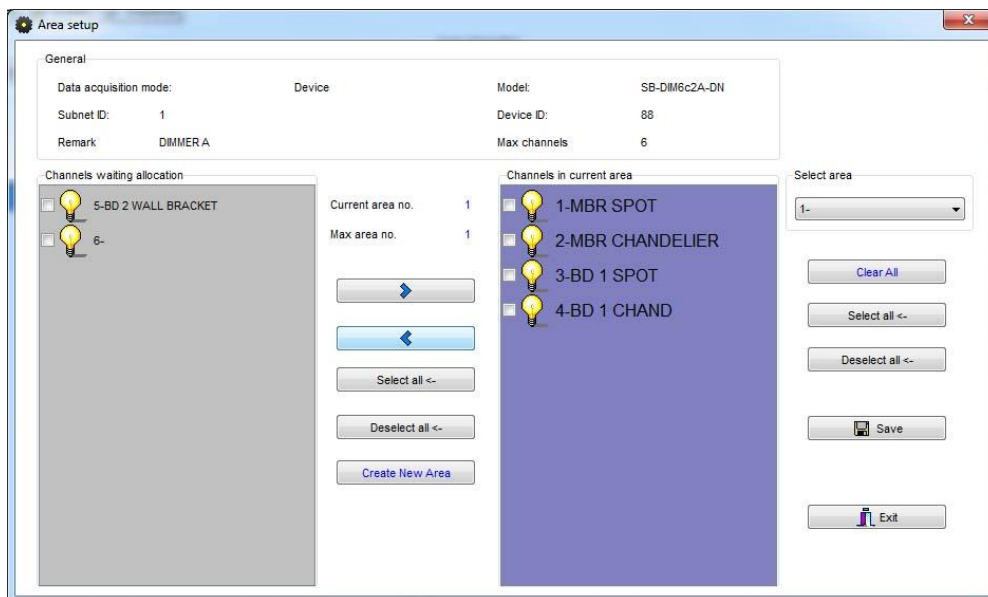 Area setup
General
Data acquisition mode: Device Model: SB-DIM6c2A-DN
Subnet ID: 1 Device ID: 88
Remark DIMMER A Max channels 6
Channels waiting allocation
5-BD 2 WALL BRACKET
6-
Current area no. 1
Max area no. 1
Select all <-
Deselect all <-
Create New Area
Channels in current area
1-MBR SPOT
2-MBR CHANDELIER
3-BD 1 SPOT
4-BD 1 CHAND
Select area
1-
Clear All
Select all <-
Deselect all <-
Save
Exit